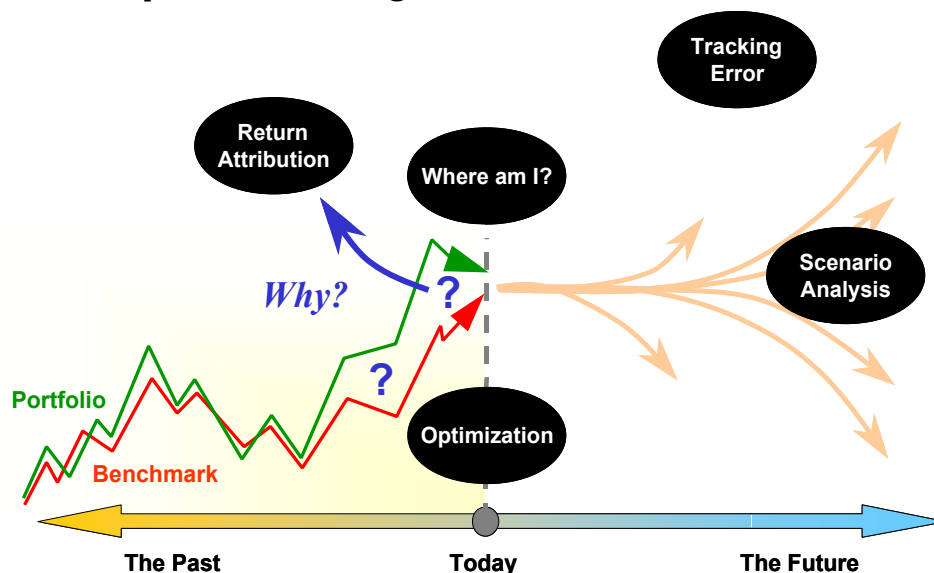 Tracking
Error
Return
Attribution
Where am I?
Why?
?
Scenario
Analysis
?
Portfolio
Optimization
Benchmark
The Past
Today
The Future